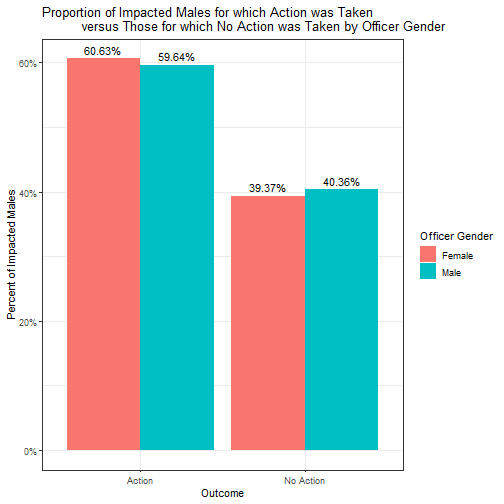 Proportion of Impacted Males for which Action was Taken
versus Those for which No Action was Taken by Officer Gender
60.63%
59.64%
39.37%
40.36%
60%
40%
20%
0%
Percent of Impacted Males
Action
No Action
Outcome
Officer Gender
Female
Male